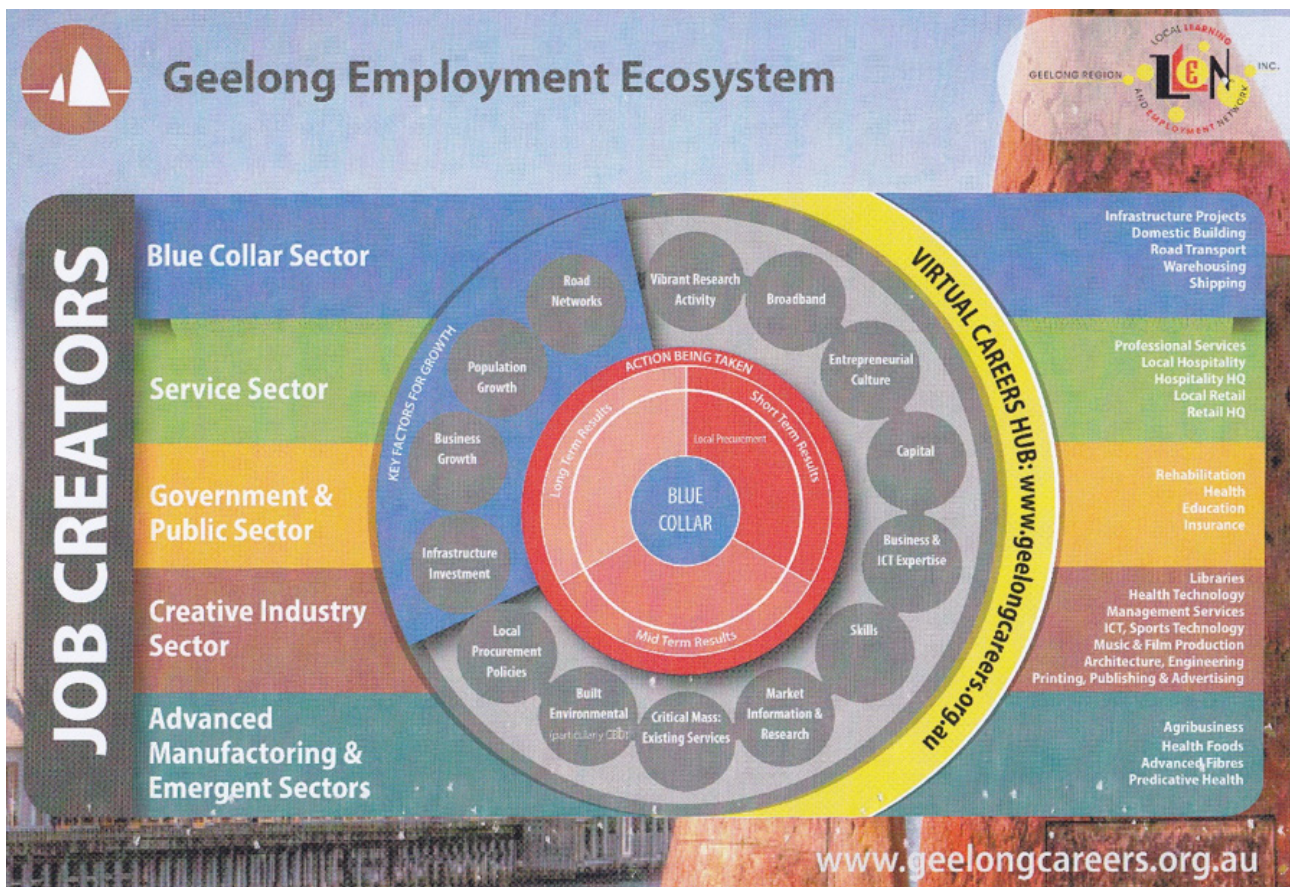 Geelong Employment Ecosystem
GEELONG REGION
LOCAL LEARNING
LLEN
AND EMPLOYMENT NETWORK
INC.
JOB CREATORS
Blue Collar Sector
Service Sector
Government &
Public Sector
Creative Industry
Sector
Advanced
Manufactoring &
Emergent Sectors
KEY FACTORS FOR GROWTH
Road
Networks
Population
Growth
Business
Growth
Infrastructure
Investment
Vibrant Research
Activity
Broadband
Entrepreneurial
Culture
Capital
Business &
ICT Expertise
Skills
Market
Information &
Research
Critical Mass:
Existing Services
Built
Environmental
(particulary
Local
Procurement
Policies
ACTION BEING TAKEN
Long Term Results
Short Term Results
Local Procurement
Mid Term Results
BLUE
COLLAR
VIRTUAL CAREERS HUB: www.geelongcareers.org.au
Infrastructure Projects
Domestic Building
Road Transport
Warehousing
Shipping
Professional Services
Local Hospitality
Hospitality HQ
Local Retail
Retail HQ
Rehabilitation
Health
Education
Insurance
Libraries
Health Technology
Management Services
ICT, Sports Technology
Music & Film Production
Architecture, Engineering
Printing, Publishing & Advertising
Agribusiness
Health Foods
Advanced Fibres
Predicative Health
www.geelongcareers.org.au